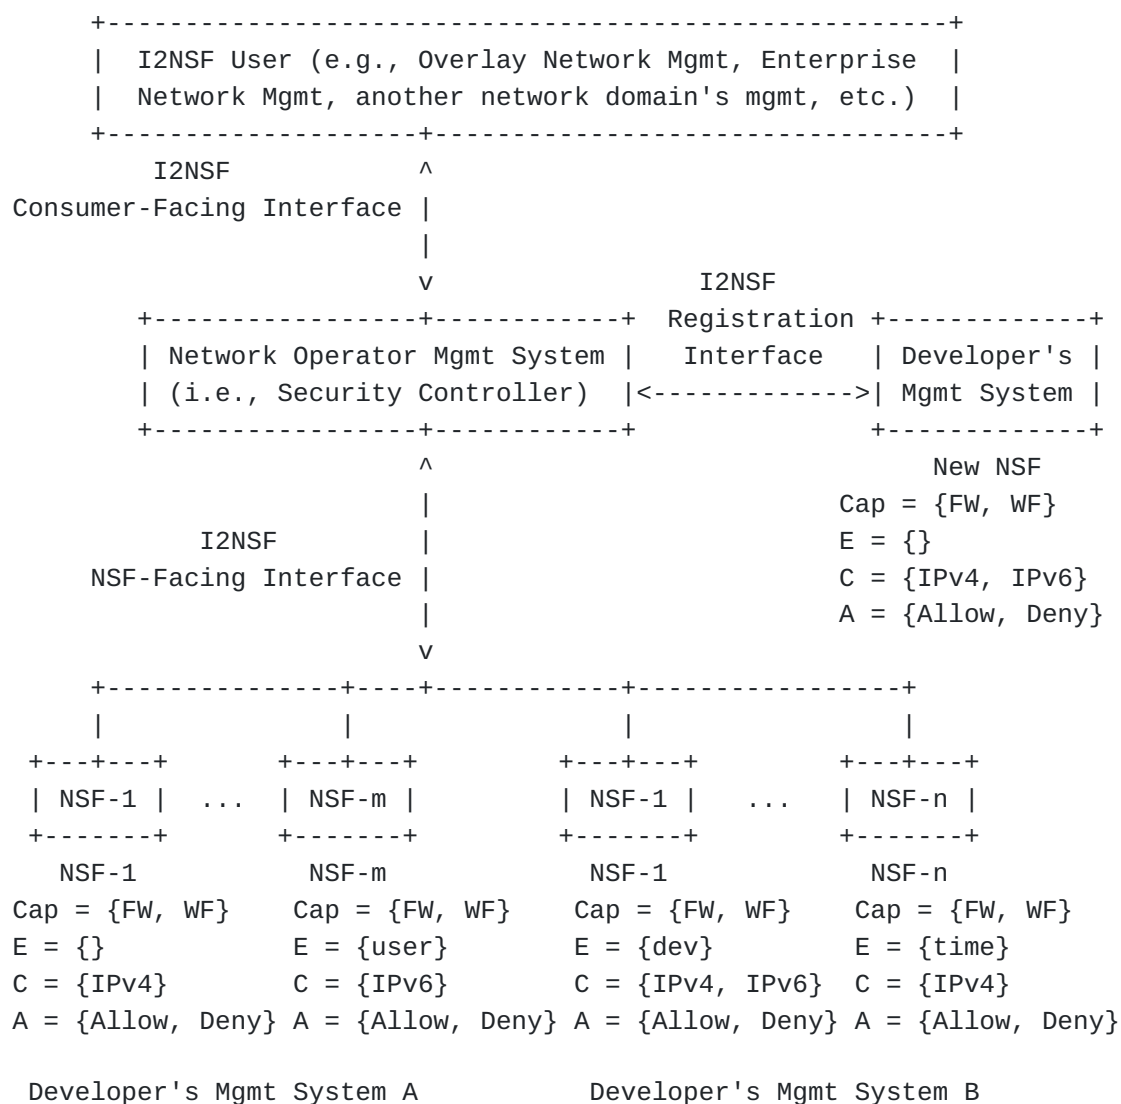 +------------------------------------------------------+
     |  I2NSF User (e.g., Overlay Network Mgmt, Enterprise  |
     |  Network Mgmt, another network domain's mgmt, etc.)  |
     +--------------------+---------------------------------+
         I2NSF            ^
Consumer-Facing Interface |
                          |
                          v                 I2NSF
        +-----------------+------------+  Registration +-------------+
        | Network Operator Mgmt System |   Interface   | Developer's |
        | (i.e., Security Controller)  |<------------->| Mgmt System |
        +-----------------+------------+               +-------------+
                          ^                                New NSF
                          |                          Cap = {FW, WF}
            I2NSF         |                          E = {}
     NSF-Facing Interface |                          C = {IPv4, IPv6}
                          |                          A = {Allow, Deny}
                          v
     +---------------+----+------------+-----------------+
     |               |                 |                 |
 +---+---+       +---+---+         +---+---+         +---+---+
 | NSF-1 |  ...  | NSF-m |         | NSF-1 |   ...   | NSF-n |
 +-------+       +-------+         +-------+         +-------+
   NSF-1           NSF-m             NSF-1             NSF-n
Cap = {FW, WF}    Cap = {FW, WF}    Cap = {FW, WF}    Cap = {FW, WF}
E = {}            E = {user}        E = {dev}         E = {time}
C = {IPv4}        C = {IPv6}        C = {IPv4, IPv6}  C = {IPv4}
A = {Allow, Deny} A = {Allow, Deny} A = {Allow, Deny} A = {Allow, Deny}

 Developer's Mgmt System A           Developer's Mgmt System B